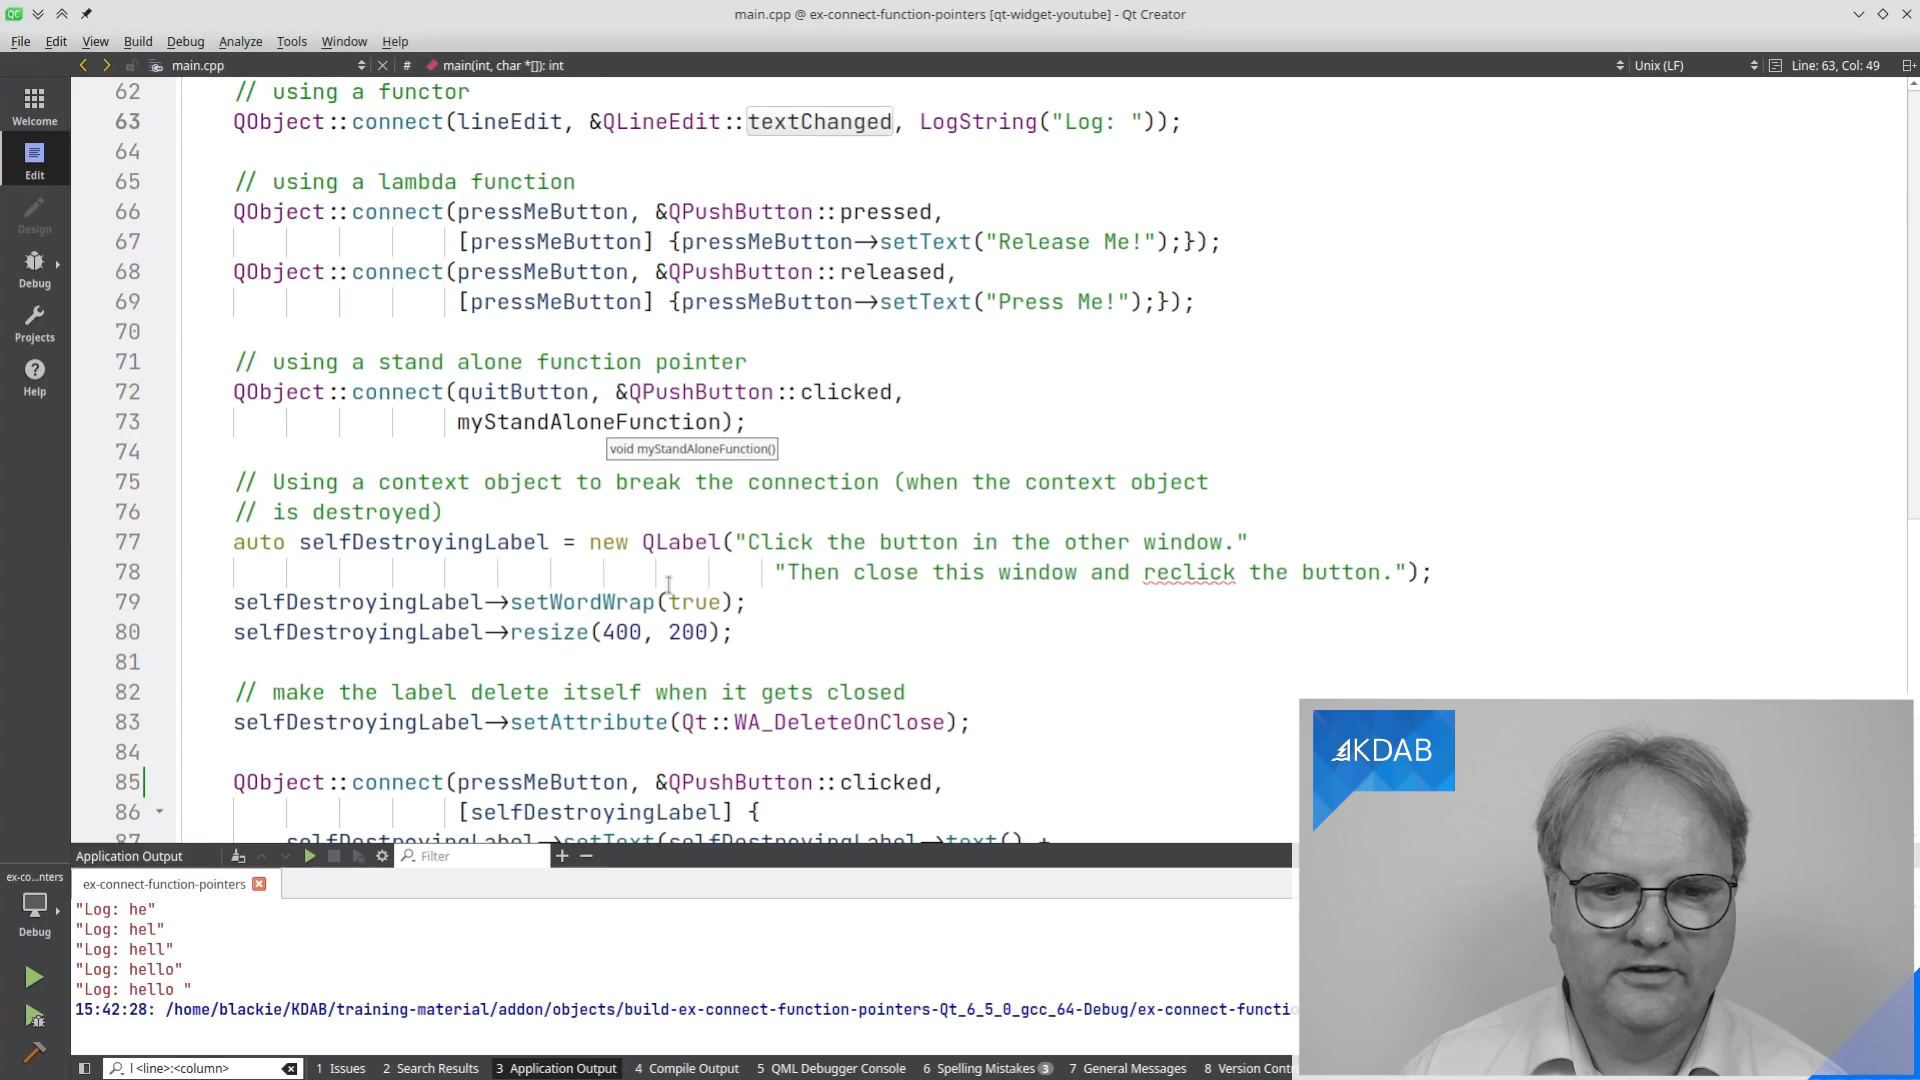 main.cpp @ ex-connect-function-pointers [qt-widget-youtube] - Qt Creator
File Edit View Build Debug Analyze Tools Window Help
main.cpp # main(int, char *[]): int Unix (LF) Line: 63, Col: 49
Welcome
Edit
Design
Debug
Projects
Help
62 // using a functor
63 QObject::connect(lineEdit, &QLineEdit::textChanged, LogString("Log: "));
64
65 // using a lambda function
66 QObject::connect(pressMeButton, &QPushButton::pressed,
67 [pressMeButton] {pressMeButton->setText("Release Me!");});
68 QObject::connect(pressMeButton, &QPushButton::released,
69 [pressMeButton] {pressMeButton->setText("Press Me!");});
70
71 // using a stand alone function pointer
72 QObject::connect(quitButton, &QPushButton::clicked,
73 myStandAloneFunction);
void myStandAloneFunction()
74
75 // Using a context object to break the connection (when the context object
76 // is destroyed)
77 auto selfDestroyingLabel = new QLabel("Click the button in the other window."
78 "Then close this window and reclick the button.");
79 selfDestroyingLabel->setWordWrap(true);
80 selfDestroyingLabel->resize(400, 200);
81
82 // make the label delete itself when it gets closed
83 selfDestroyingLabel->setAttribute(Qt::WA_DeleteOnClose);
84
85 QObject::connect(pressMeButton, &QPushButton::clicked,
86 [selfDestroyingLabel] {
87 selfDestroyingLabel->setText(selfDestroyingLabel->text() +
KDAB
Application Output Filter
ex-co...nters
Debug
ex-connect-function-pointers
"Log: he"
"Log: hel"
"Log: hell"
"Log: hello"
"Log: hello "
15:42:28: /home/blackie/KDAB/training-material/addon/objects/build-ex-connect-function-pointers-Qt_6_5_0_gcc_64-Debug/ex-connect-functio
l <line>:<column> 1 Issues 2 Search Results 3 Application Output 4 Compile Output 5 QML Debugger Console 6 Spelling Mistakes 3 7 General Messages 8 Version Cont